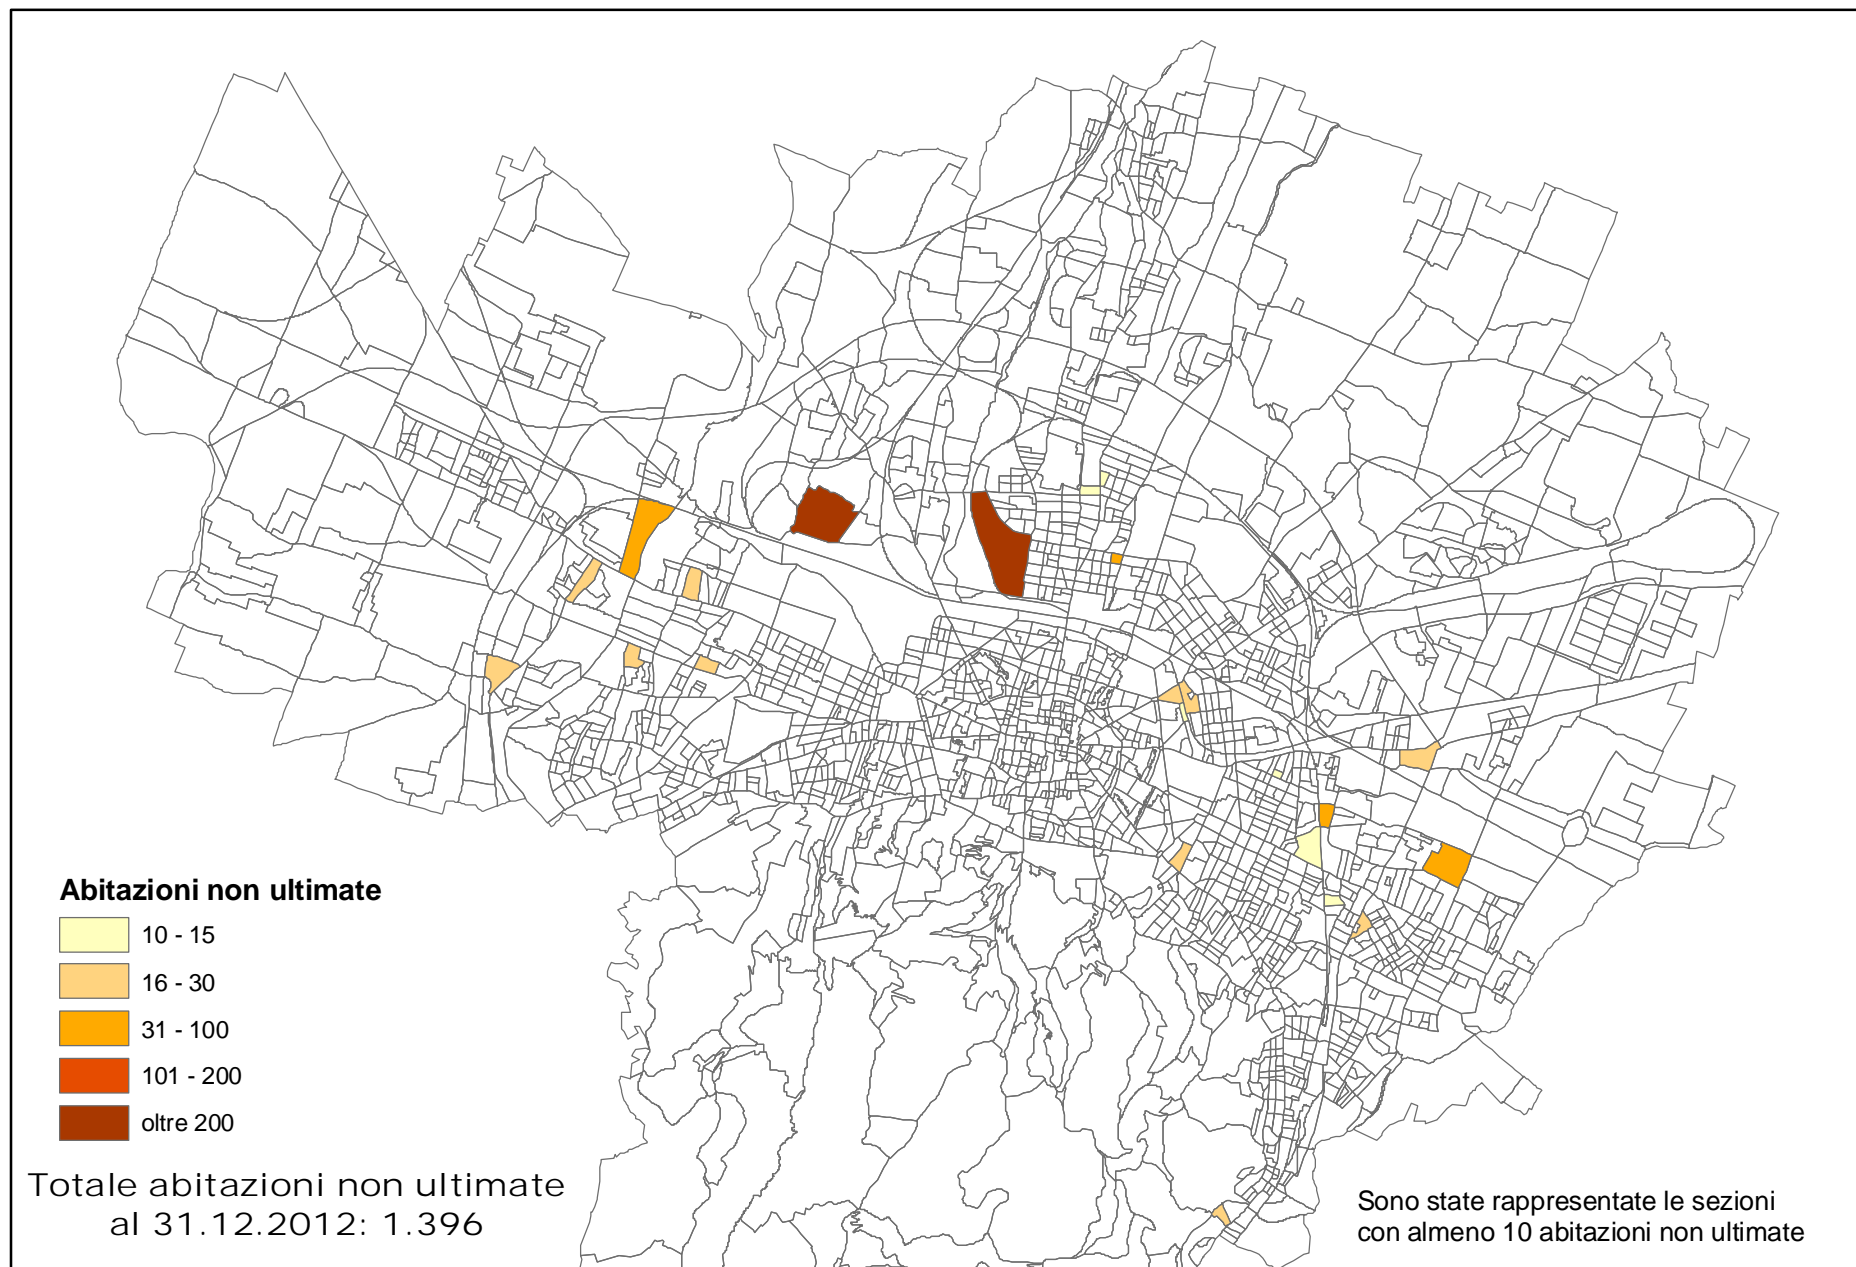 Abitazioni non ultimate
10 - 15
16 - 30
31 - 100
101 - 200
oltre 200
Totale abitazioni non ultimate
al 31.12.2012: 1.396
Sono state rappresentate le sezioni
con almeno 10 abitazioni non ultimate